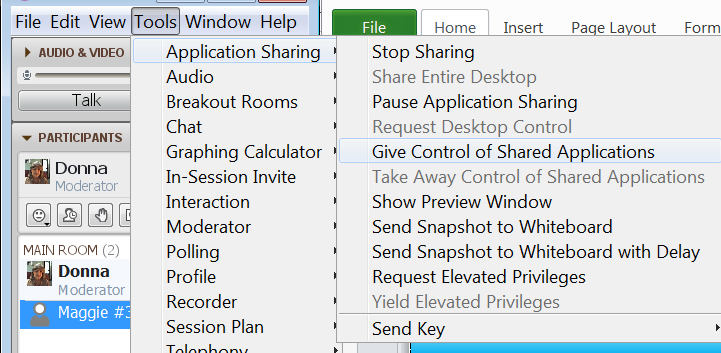 File Edit View Tools Window Help
AUDIO & VIDEO
Talk
PARTICIPANTS
Donna
Moderator
MAIN ROOM (2)
Donna
Moderator
Maggie #3
Application Sharing
Audio
Breakout Rooms
Chat
Graphing Calculator
In-Session Invite
Interaction
Moderator
Polling
Profile
Recorder
Session Plan
Telephony
File Home Insert Page Layout Form
Stop Sharing
Share Entire Desktop
Pause Application Sharing
Request Desktop Control
Give Control of Shared Applications
Take Away Control of Shared Applications
Show Preview Window
Send Snapshot to Whiteboard
Send Snapshot to Whiteboard with Delay
Request Elevated Privileges
Yield Elevated Privileges
Send Key